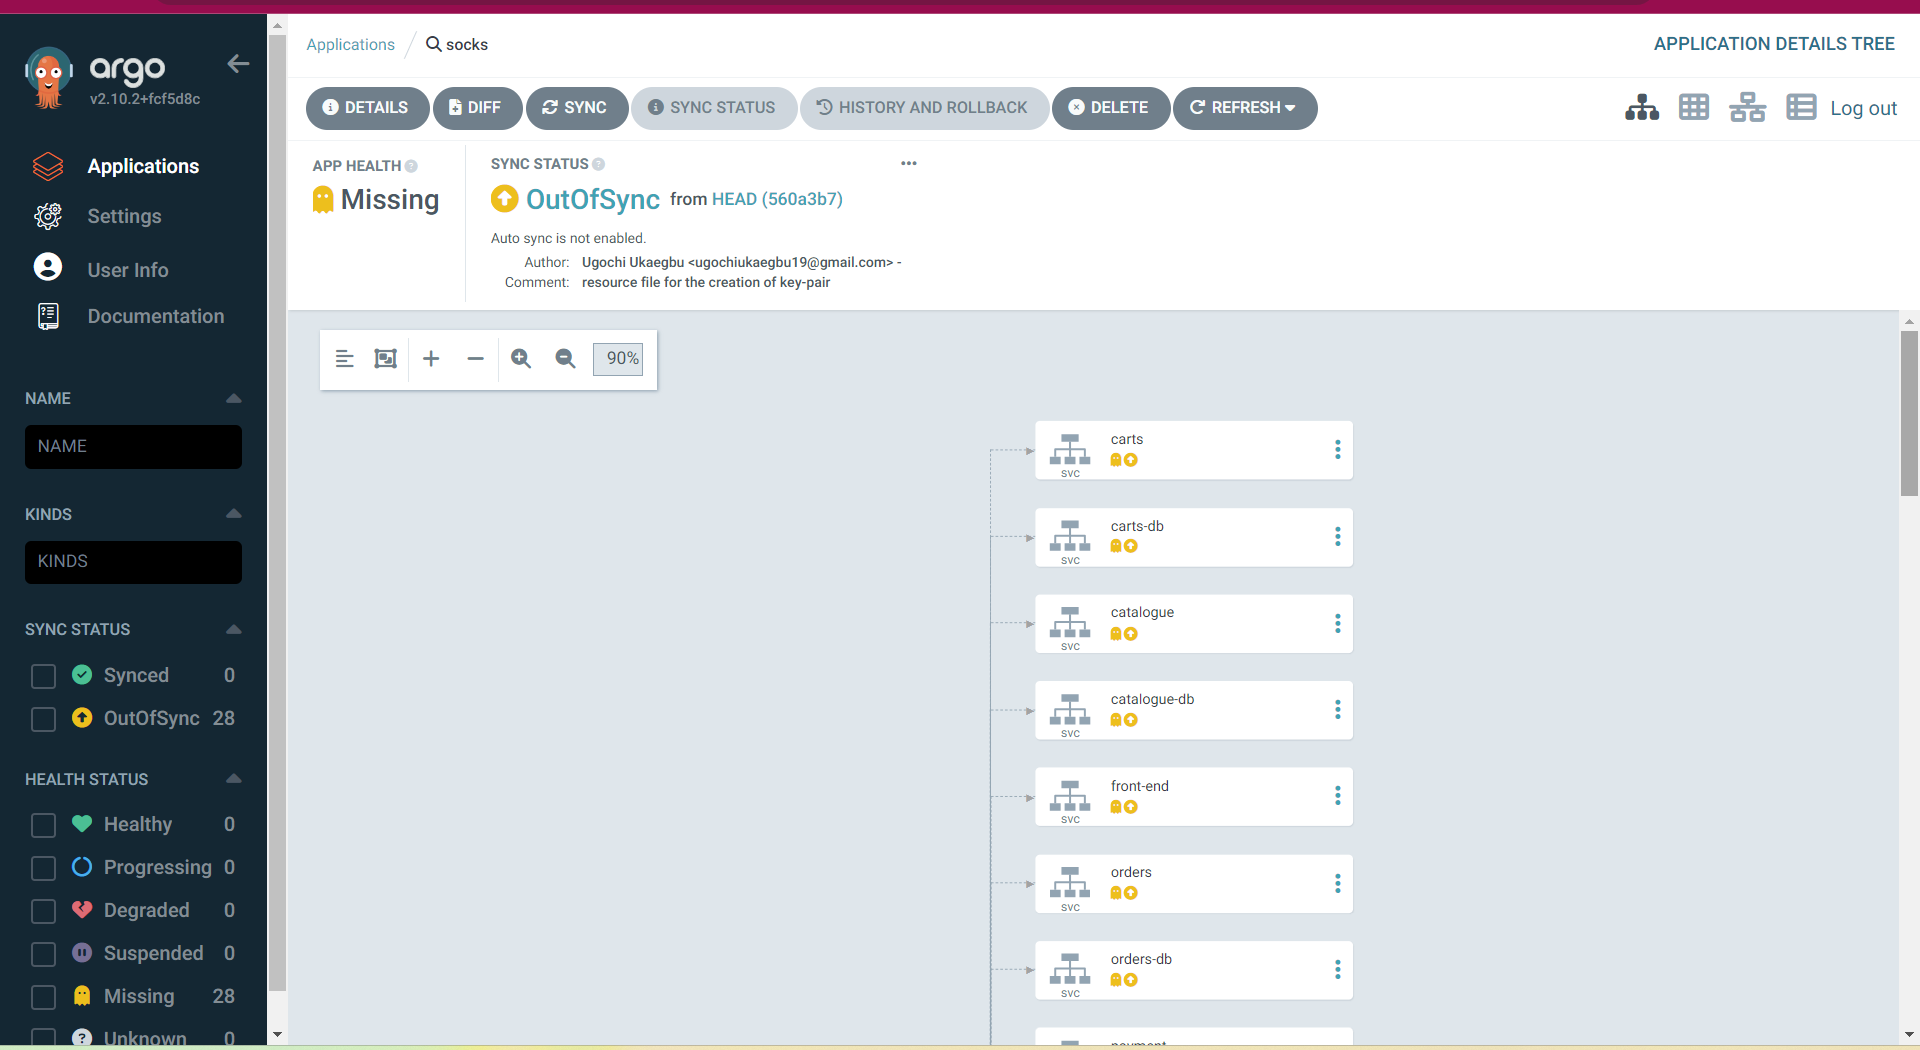 argo
v2.10.2+fcf5d8c
Applications
Settings
User Info
Documentation
NAME
NAME
KINDS
KINDS
SYNC STATUS
Synced 0
OutOfSync 28
HEALTH STATUS
Healthy 0
Progressing 0
Degraded 0
Suspended 0
Missing 28
Unknown 0
Applications / socks
APPLICATION DETAILS TREE
DETAILS DIFF SYNC SYNC STATUS HISTORY AND ROLLBACK DELETE REFRESH
Log out
APP HEALTH
Missing
SYNC STATUS
OutOfSync from HEAD (560a3b7)
Auto sync is not enabled.
Author: Ugochi Ukaegbu <ugochiukaegbu19@gmail.com> -
Comment: resource file for the creation of key-pair
90%
carts
svc
carts-db
svc
catalogue
svc
catalogue-db
svc
front-end
svc
orders
svc
orders-db
svc
payment